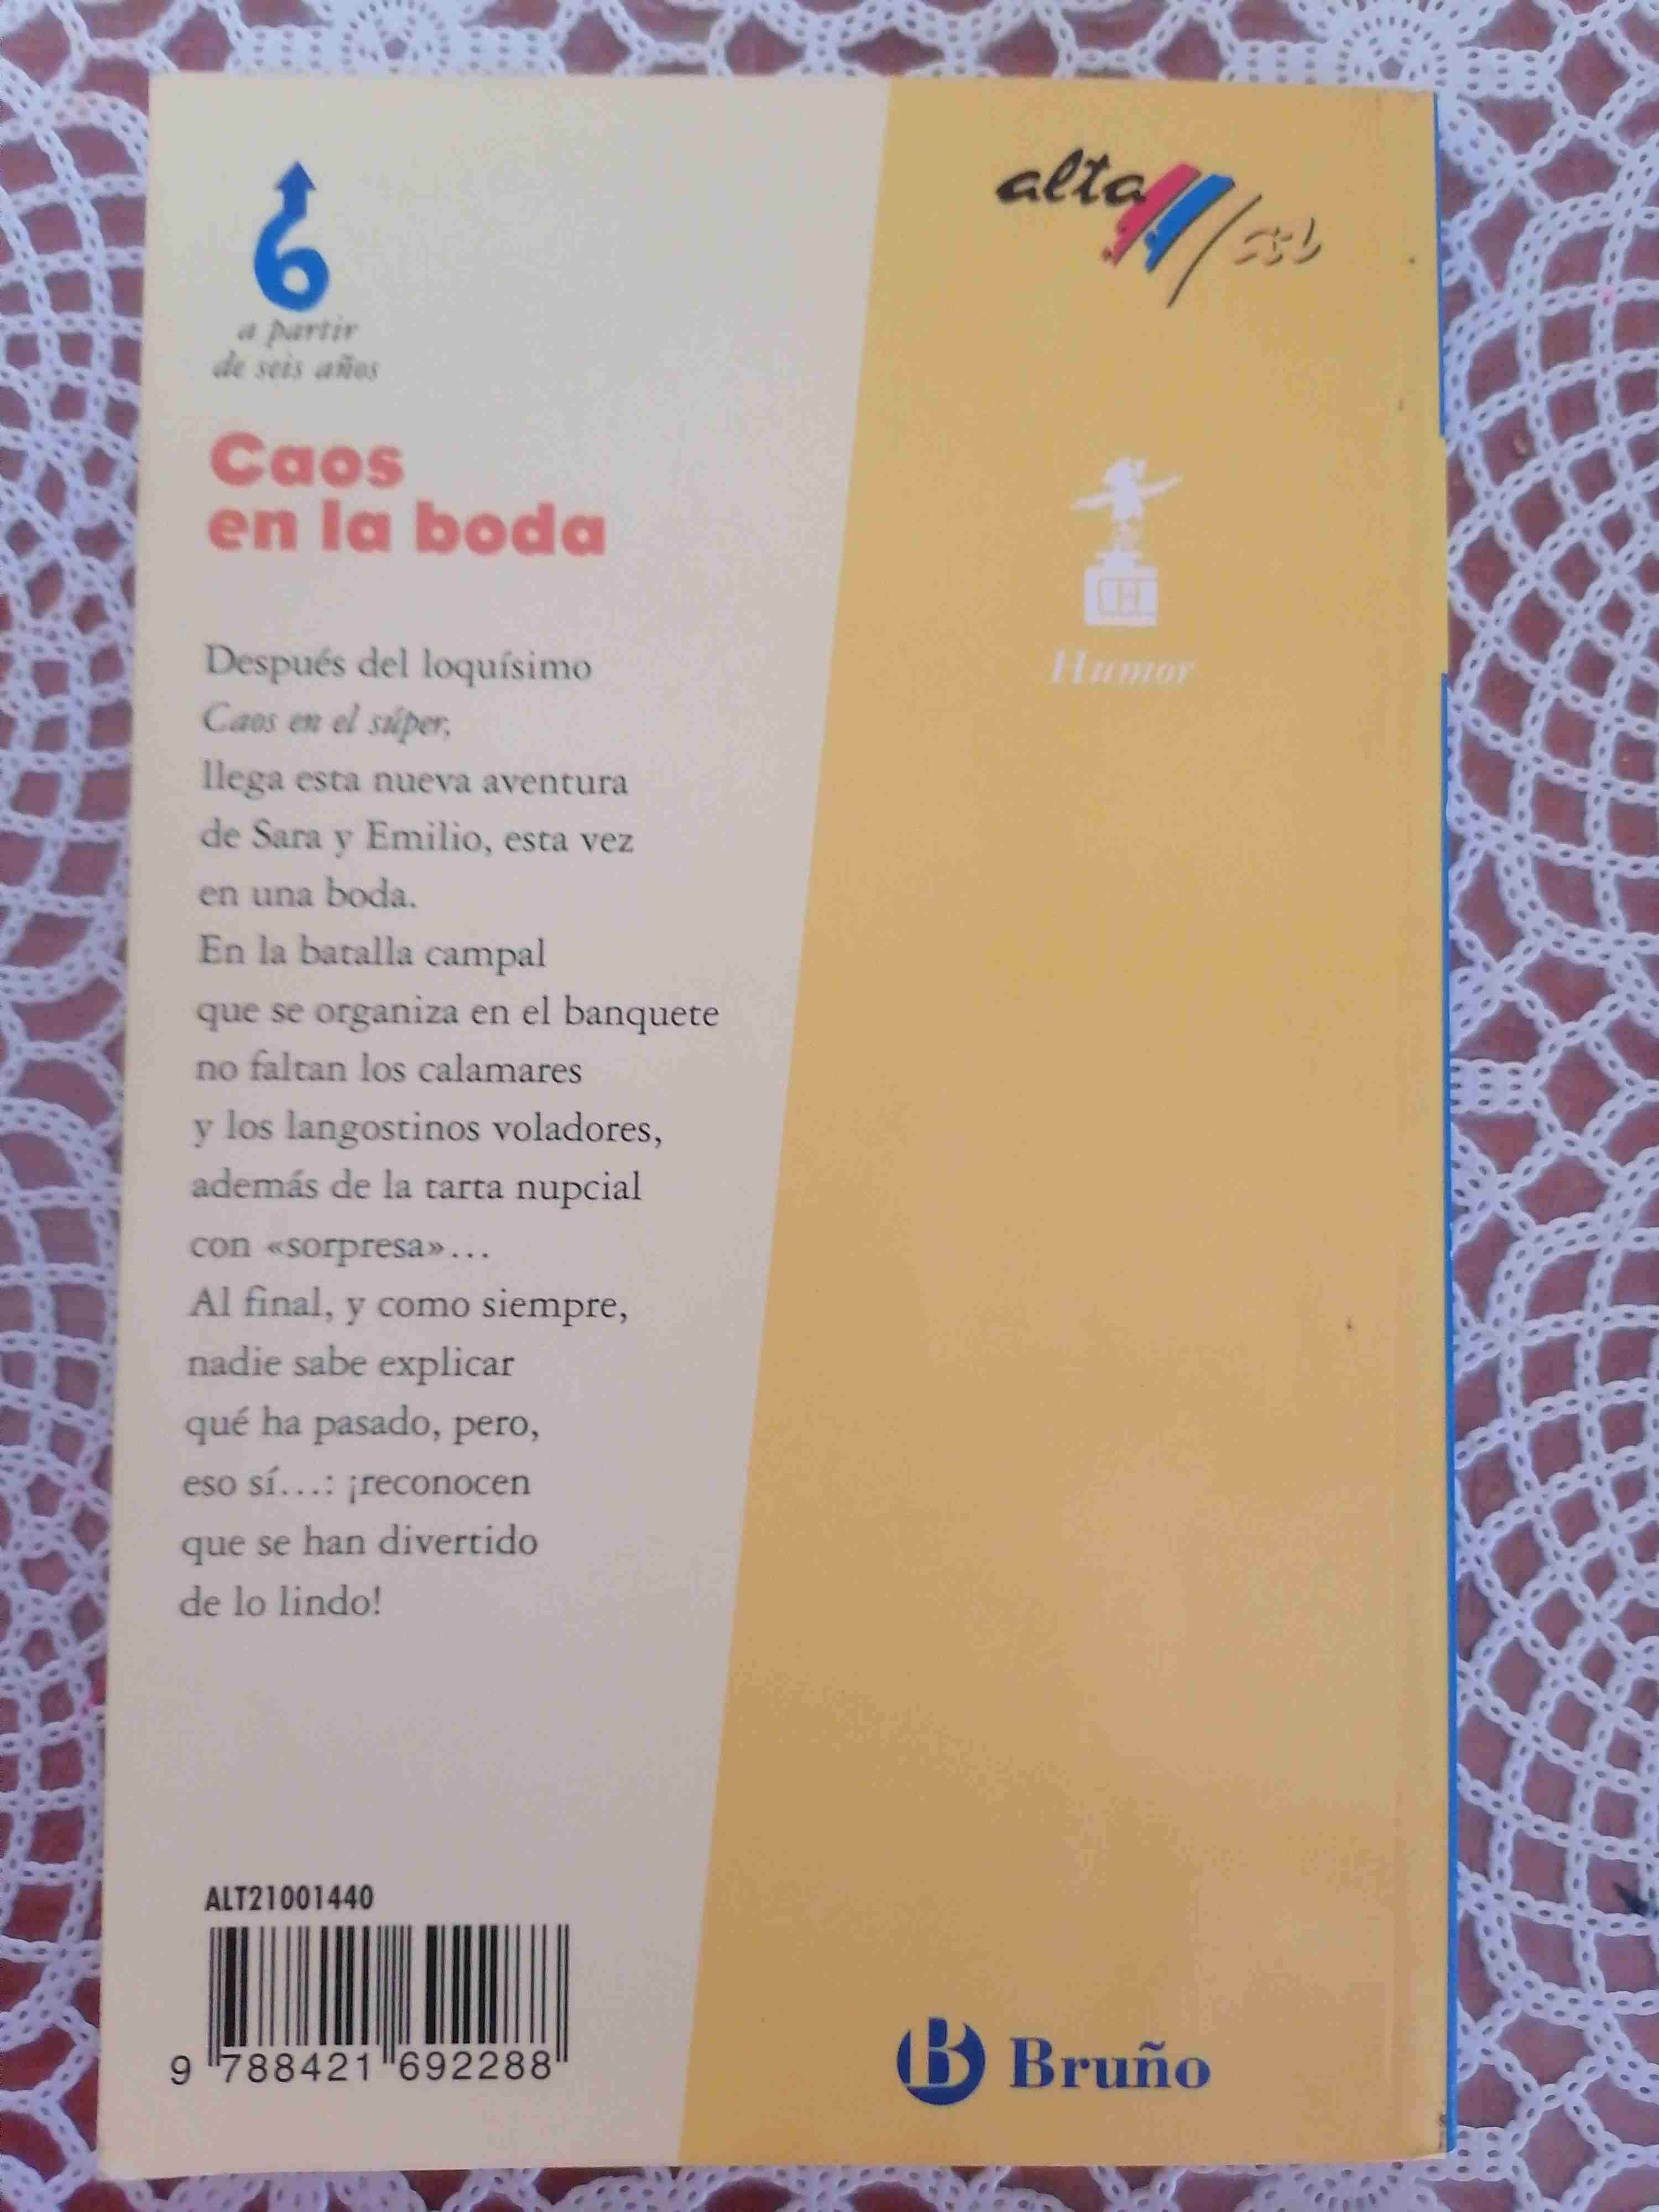 6
a partir
de seis años
Caos
en la boda
Después del loquísimo
Caos en el súper,
llega esta nueva aventura
de Sara y Emilio, esta vez
en una boda.
En la batalla campal
que se organiza en el banquete
no faltan los calamares
y los langostinos voladores,
además de la tarta nupcial
con «sorpresa»...
Al final, y como siempre,
nadie sabe explicar
qué ha pasado, pero,
eso sí...: ¡reconocen
que se han divertido
de lo lindo!
ALT21001440
9 788421 692288
alta
Humor
B Bruño